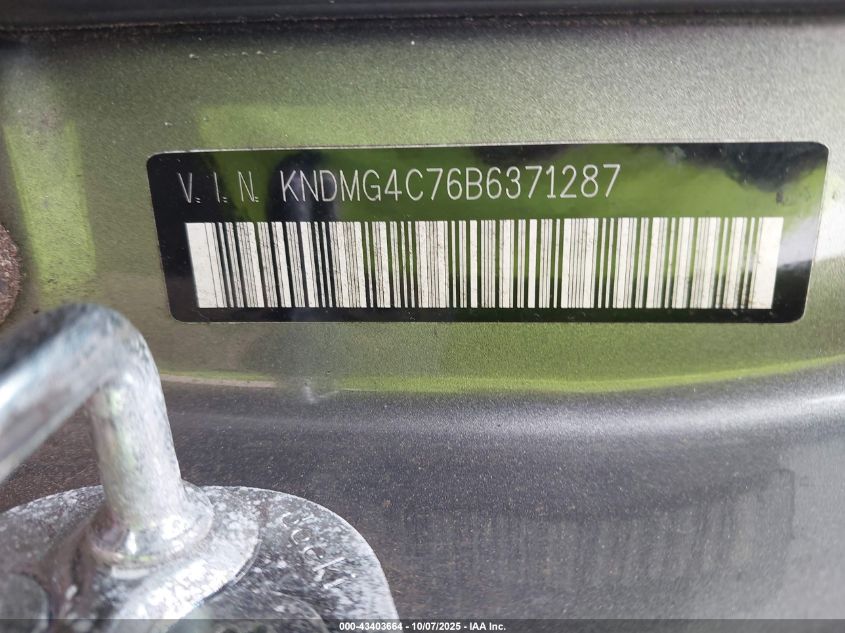 V. I. N. KNDMG4C76B6371287
000-43403664 - 10/07/2025 - IAA Inc.